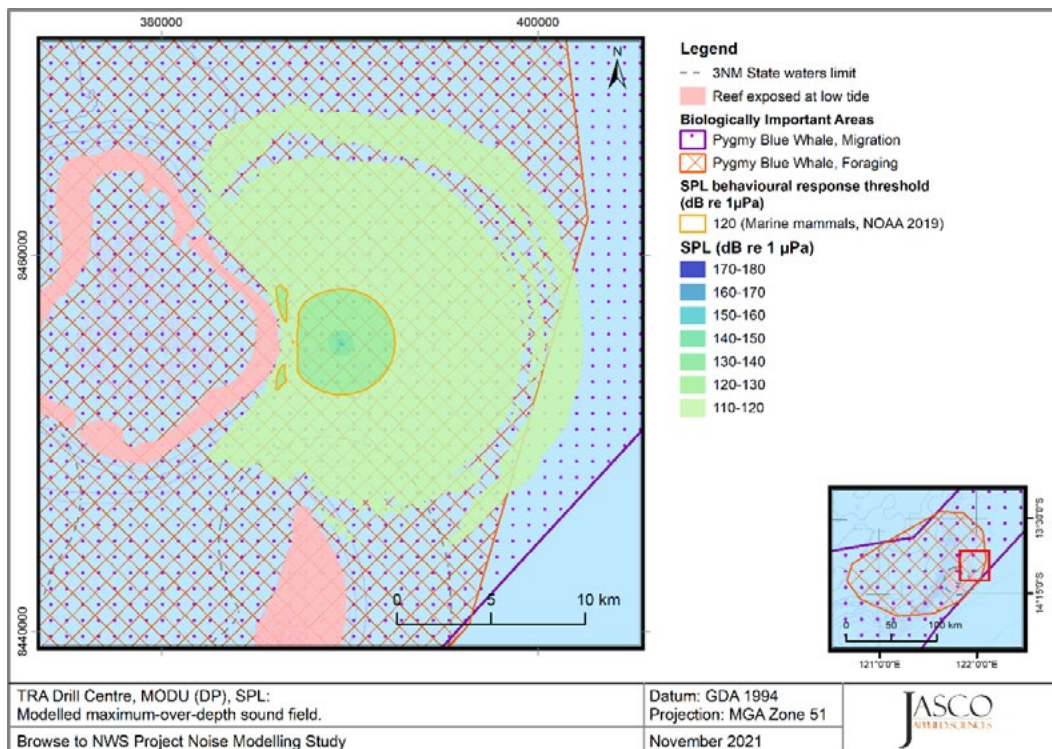 380000
400000
8460000
8440000
N
0 5 10 km
Legend
3NM State waters limit
Reef exposed at low tide
Biologically Important Areas
Pygmy Blue Whale, Migration
Pygmy Blue Whale, Foraging
SPL behavioural response threshold
(dB re 1µPa)
120 (Marine mammals, NOAA 2019)
SPL (dB re 1 µPa)
170-180
160-170
150-160
140-150
130-140
120-130
110-120
13°30'0"S
14°15'0"S
0 50 100 km
121°0'0"E 122°0'0"E
TRA Drill Centre, MODU (DP), SPL:
Modelled maximum-over-depth sound field.
Browse to NWS Project Noise Modelling Study
Datum: GDA 1994
Projection: MGA Zone 51
November 2021
JASCO
APPLIED SCIENCES